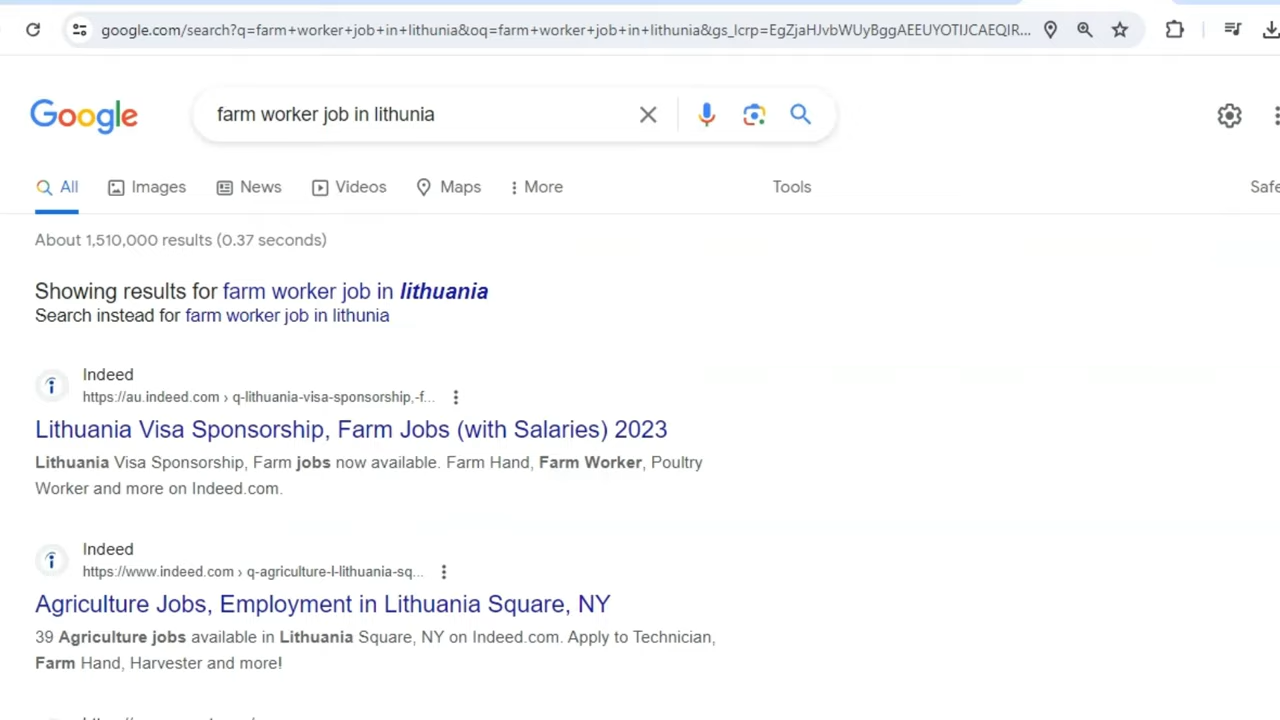 google.com/search?q=farm+worker+job+in+lithunia&oq=farm+worker+job+in+lithunia&gs_lcrp=EgZjaHJvbWUyBggAEEUYOTIJCAEQIR...
Google
farm worker job in lithunia
All Images News Videos Maps More Tools Safe
About 1,510,000 results (0.37 seconds)
Showing results for farm worker job in lithuania
Search instead for farm worker job in lithunia
Indeed
https://au.indeed.com › q-lithuania-visa-sponsorship,-f...
Lithuania Visa Sponsorship, Farm Jobs (with Salaries) 2023
Lithuania Visa Sponsorship, Farm jobs now available. Farm Hand, Farm Worker, Poultry
Worker and more on Indeed.com.
Indeed
https://www.indeed.com › q-agriculture-l-lithuania-sq...
Agriculture Jobs, Employment in Lithuania Square, NY
39 Agriculture jobs available in Lithuania Square, NY on Indeed.com. Apply to Technician,
Farm Hand, Harvester and more!